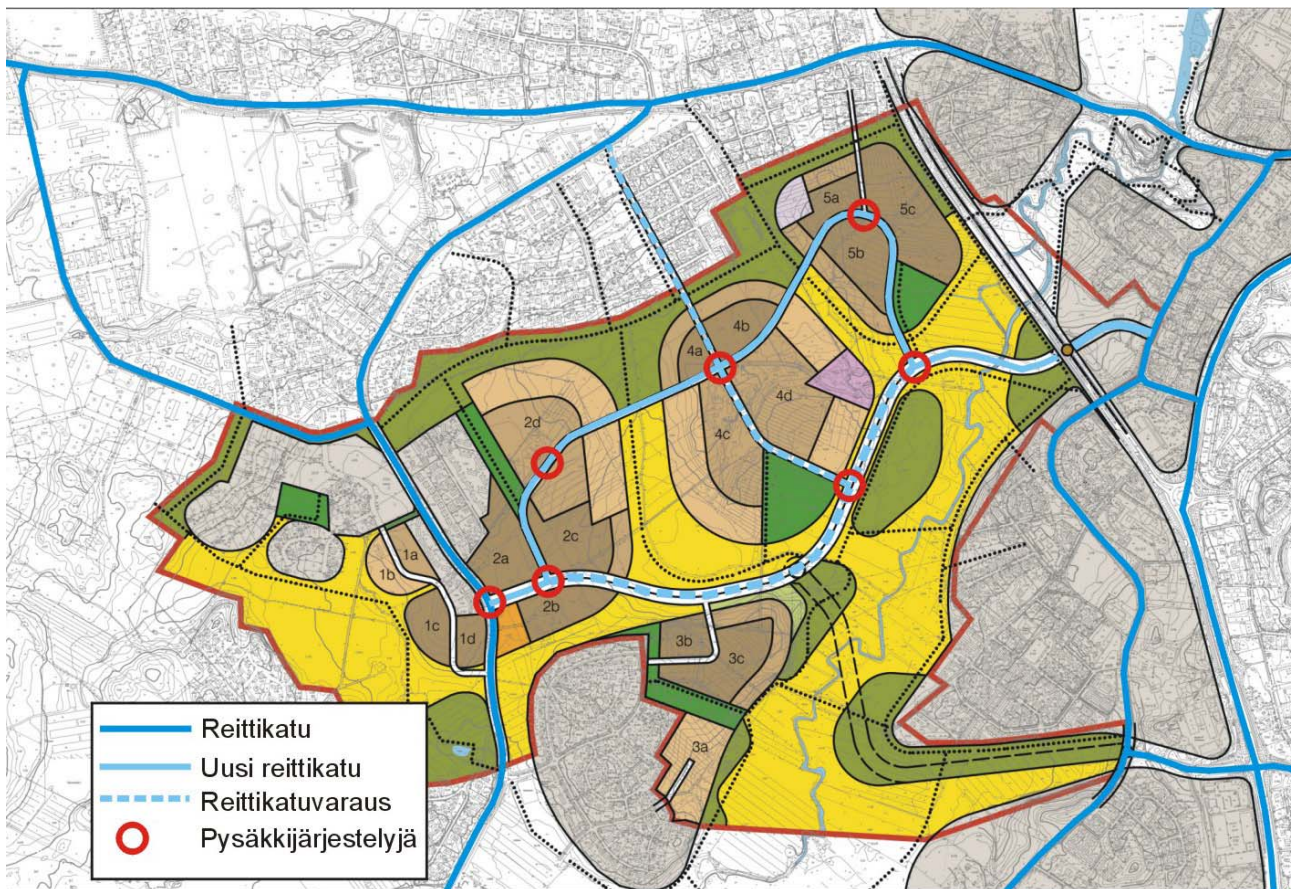 5a
5c
5b
4b
4a
4d
4c
2d
2c
2a
2b
1a
1b
1c
1d
3b
3c
3a
Reittikatu
Uusi reittikatu
Reittikatuvaraus
Pysäkkijärjestelyjä